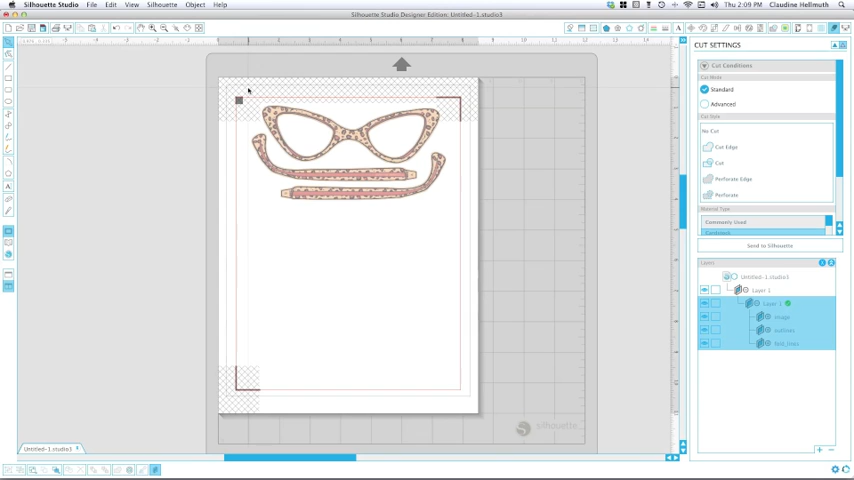 Silhouette Studio File Edit View Silhouette Object Help
Thu 2:09 PM Claudine Hellmuth
Silhouette Studio Designer Edition: Untitled-1.studio3
CUT SETTINGS
Cut Conditions
Cut Mode
Standard
Advanced
Cut Style
No Cut
Cut Edge
Cut
Perforate Edge
Perforate
Material Type
Commonly Used
Cardstock
Send to Silhouette
Layers
Untitled-1.studio3
Layer 1
Layer 1
image
outlines
fold_lines
silhouette
Untitled-1.studio3